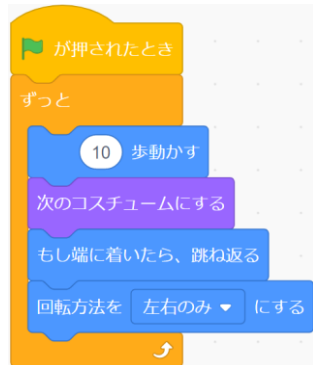 が押されたとき
ずっと
10 歩動かす
次のコスチュームにする
もし端に着いたら、跳ね返る
回転方法を 左右のみ にする